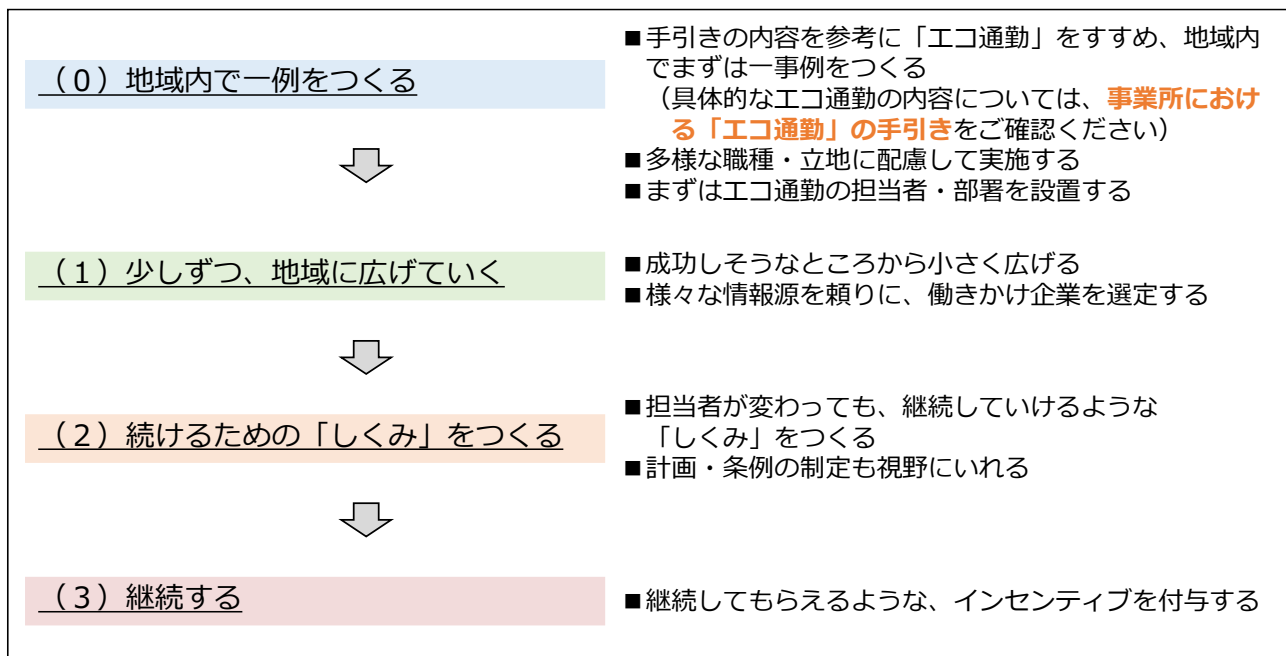 （０）地域内で一例をつくる
■手引きの内容を参考に「エコ通勤」をすすめ、地域内
でまずは一事例をつくる
（具体的なエコ通勤の内容については、事業所におけ
る「エコ通勤」の手引きをご確認ください）
■多様な職種・立地に配慮して実施する
■まずはエコ通勤の担当者・部署を設置する
（１）少しずつ、地域に広げていく
■成功しそうなところから小さく広げる
■様々な情報源を頼りに、働きかけ企業を選定する
（２）続けるための「しくみ」をつくる
■担当者が変わっても、継続していけるような
「しくみ」をつくる
■計画・条例の制定も視野にいれる
（３）継続する
■継続してもらえるような、インセンティブを付与する